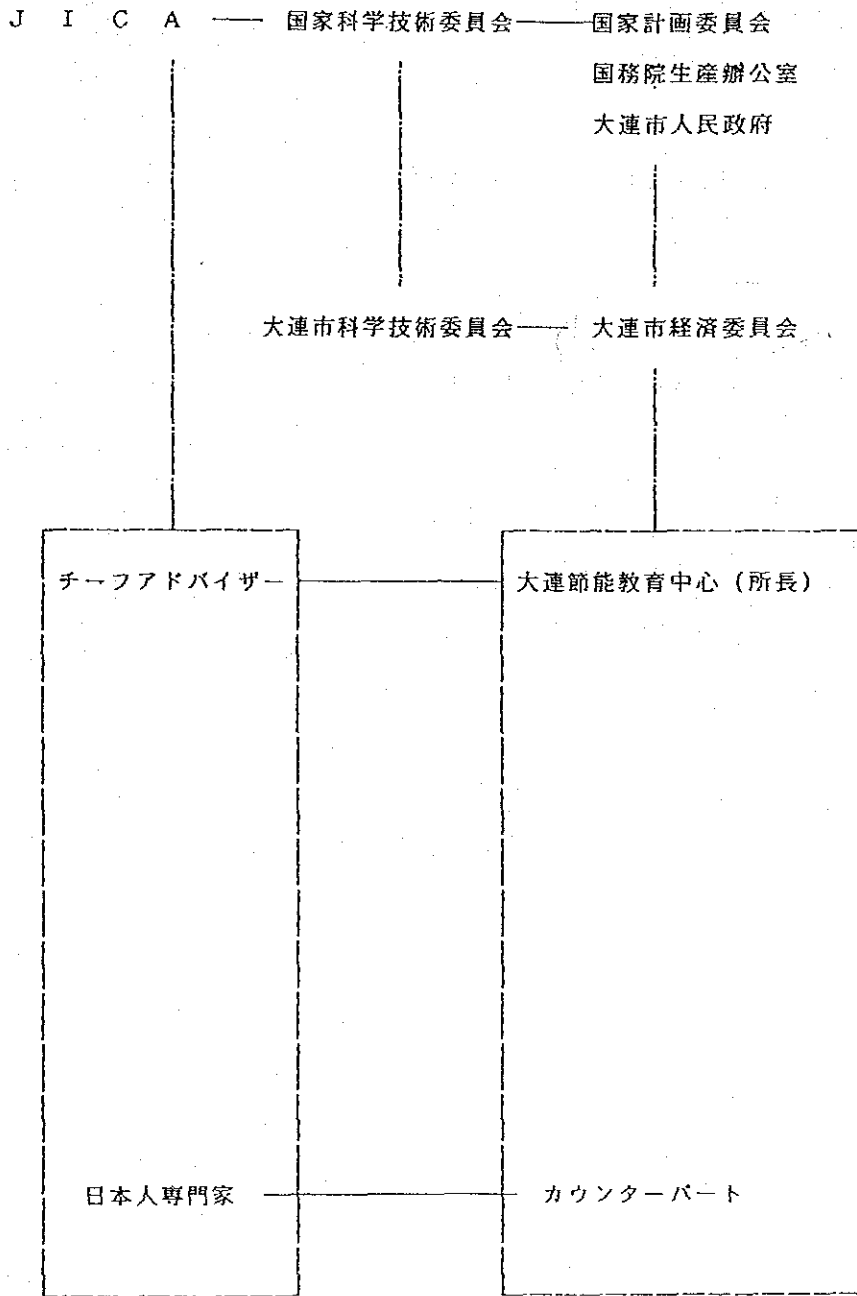 JICA 国家科学技術委員会 国家計画委員会
国務院生産辦公室
大連市人民政府
大連市科学技術委員会 大連市経済委員会
チーフアドバイザー 大連節能教育中心（所長）
日本人専門家 カウンターパート